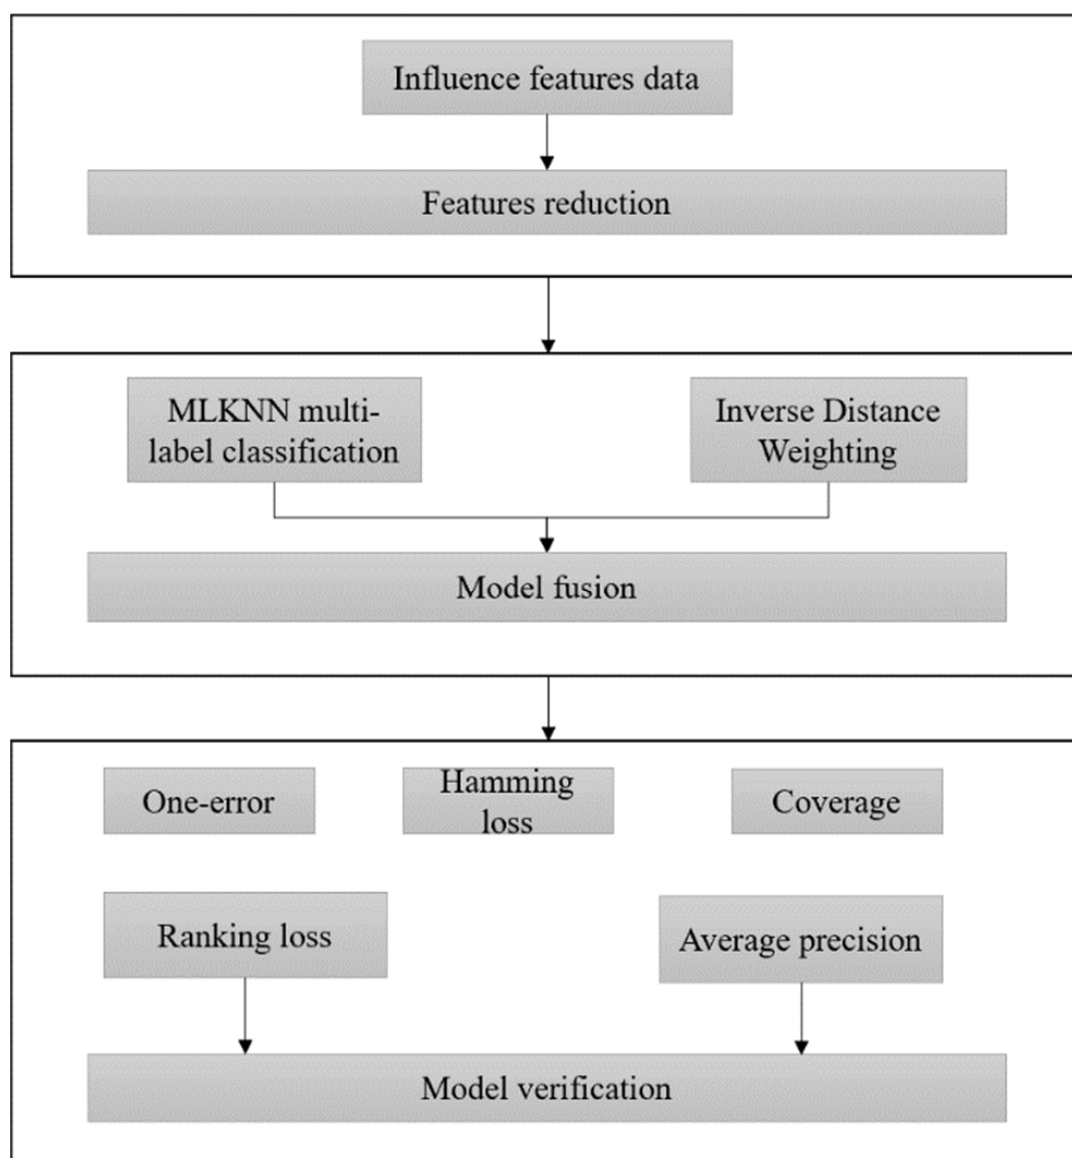 Influence features data
Features reduction
MLKNN multi-
label classification
Inverse Distance
Weighting
Model fusion
One-error
Hamming
loss
Coverage
Ranking loss
Average precision
Model verification